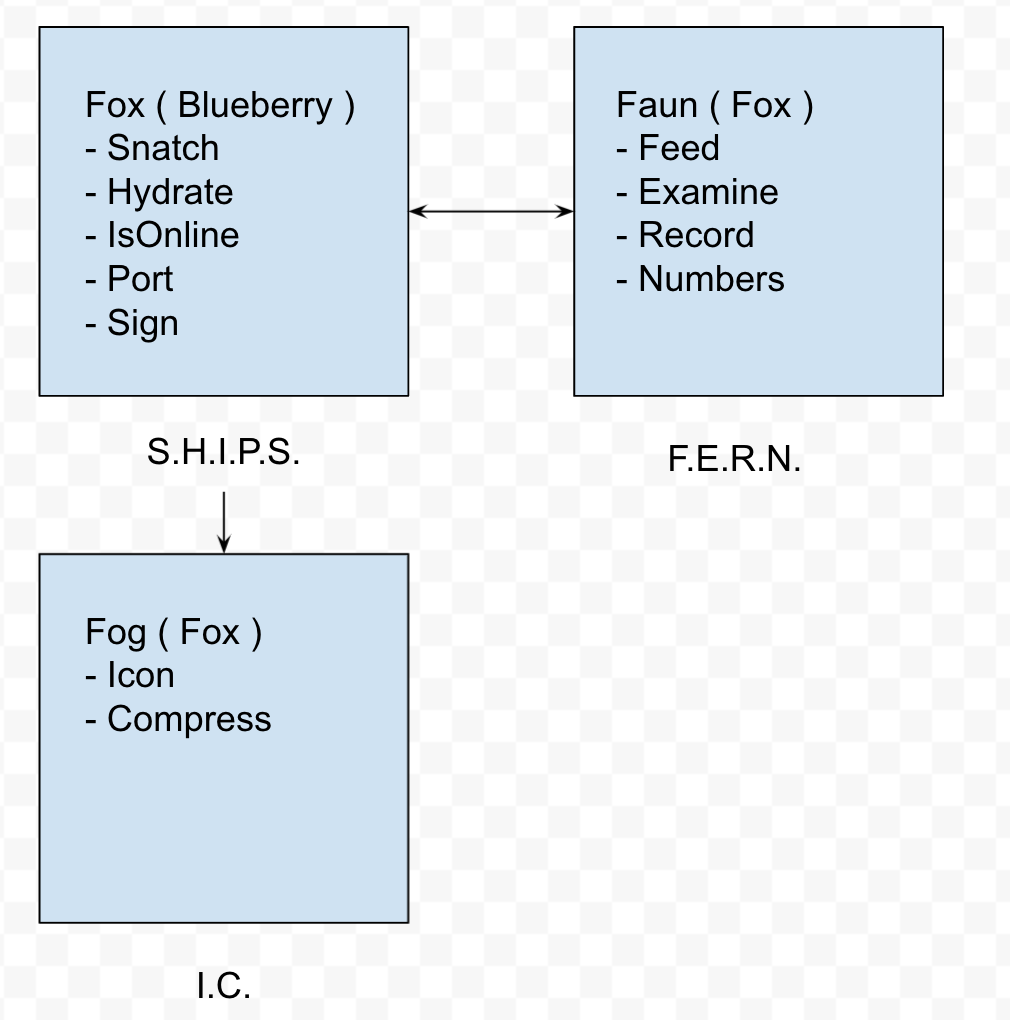 Fox ( Blueberry )
- Snatch
- Hydrate
- IsOnline
- Port
- Sign
S.H.I.P.S.
Faun ( Fox )
- Feed
- Examine
- Record
- Numbers
F.E.R.N.
Fog ( Fox )
- Icon
- Compress
I.C.